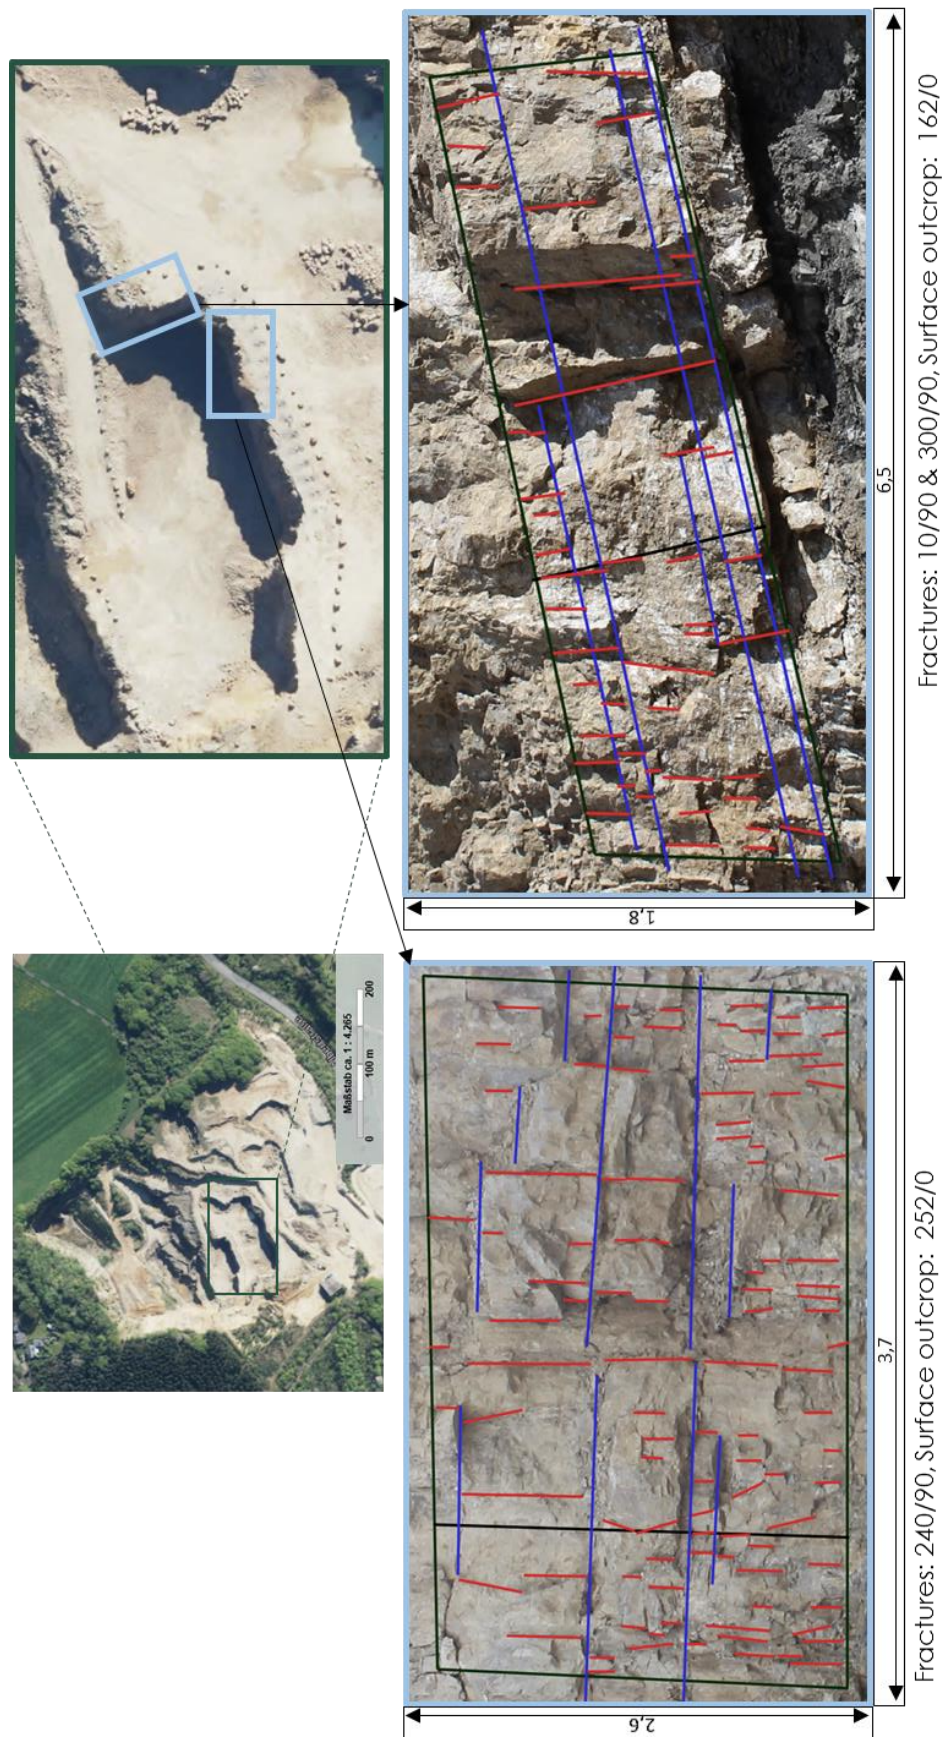 Maßstab ca. 1 : 4.265
0 100 m 200
6,5
1,8
Fractures: 10/90 & 300/90, Surface outcrop: 162/0
3,7
2,6
Fractures: 240/90, Surface outcrop: 252/0